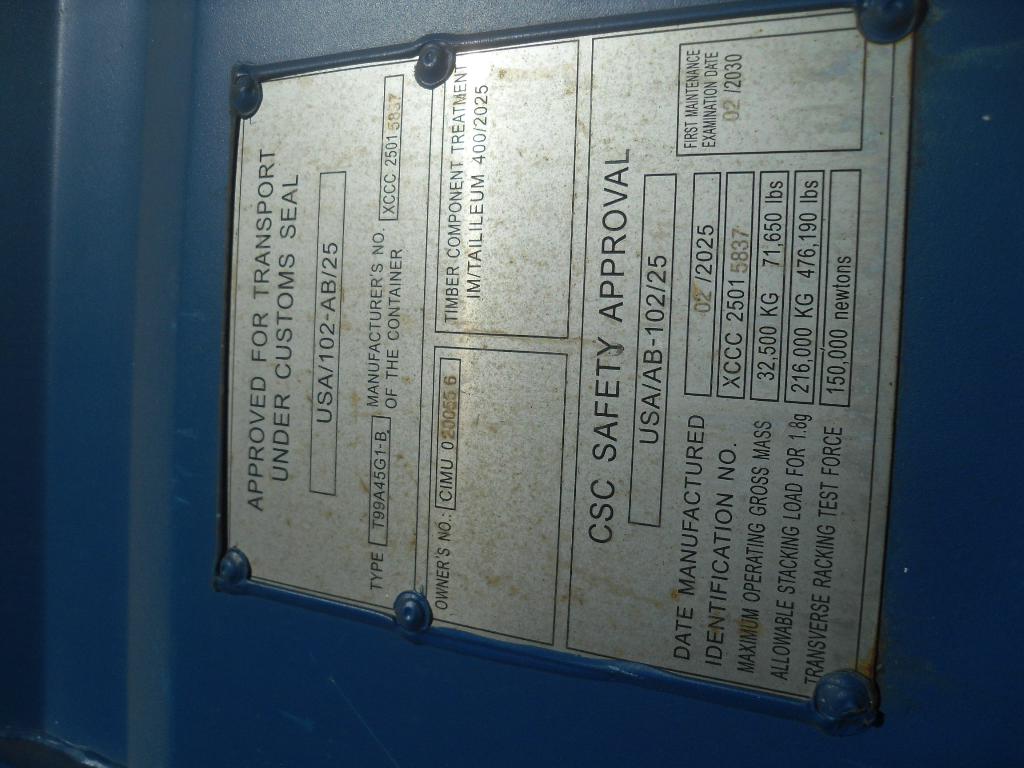 APPROVED FOR TRANSPORT
UNDER CUSTOMS SEAL
USA/102-AB/25
TYPE T99A45G1-B MANUFACTURER'S NO. XCCC 2501 5837
OF THE CONTAINER
OWNER'S NO.: CIMU 020065 6
TIMBER COMPONENT TREATMENT
IM/TAILILEUM 400/2025
CSC SAFETY APPROVAL
USA/AB-102/25
FIRST MAINTENANCE
EXAMINATION DATE
02 /2030
DATE MANUFACTURED 02 /2025
IDENTIFICATION NO. XCCC 2501 5837
MAXIMUM OPERATING GROSS MASS 32,500 KG 71,650 lbs
ALLOWABLE STACKING LOAD FOR 1.8g 216,000 KG 476,190 lbs
TRANSVERSE RACKING TEST FORCE 150,000 newtons